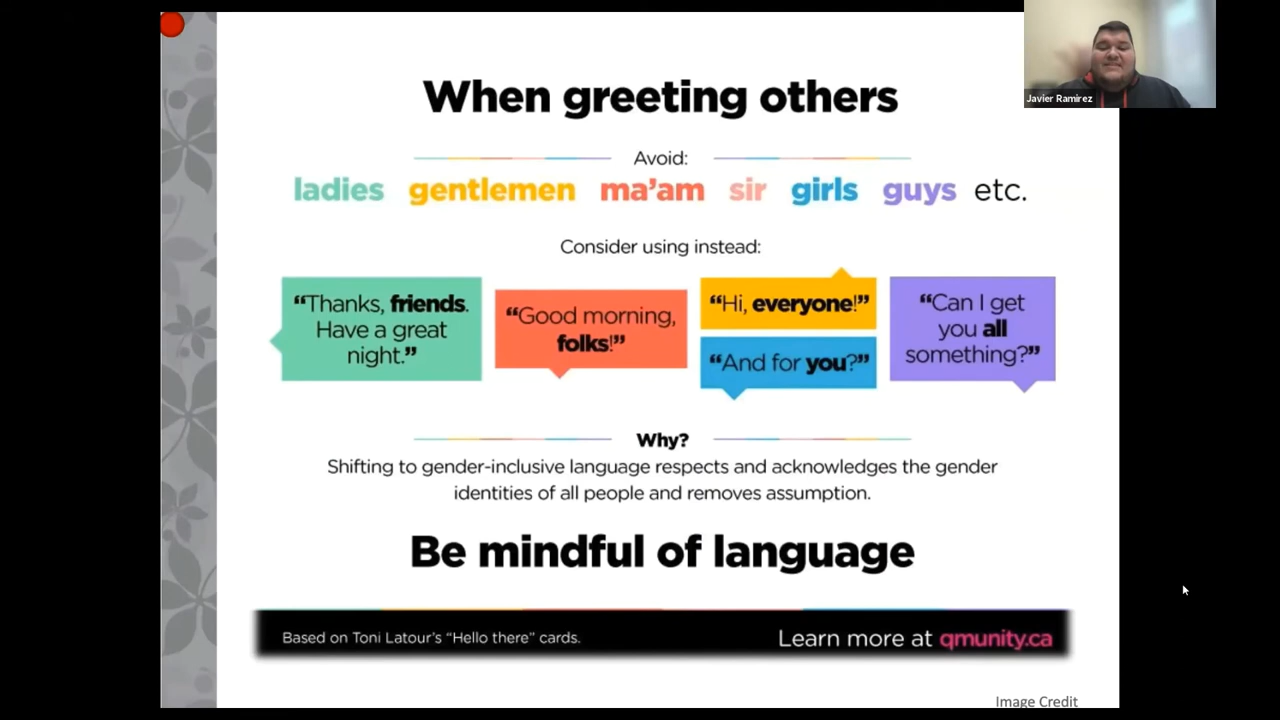 Javier Ramirez
When greeting others
Avoid:
ladies gentlemen ma’am sir girls guys etc.
Consider using instead:
“Thanks, friends.
Have a great
night.”
“Good morning,
folks!”
“Hi, everyone!”
“And for you?”
“Can I get
you all
something?”
Why?
Shifting to gender-inclusive language respects and acknowledges the gender
identities of all people and removes assumption.
Be mindful of language
Based on Toni Latour’s “Hello there” cards.
Learn more at qmunity.ca
Image Credit